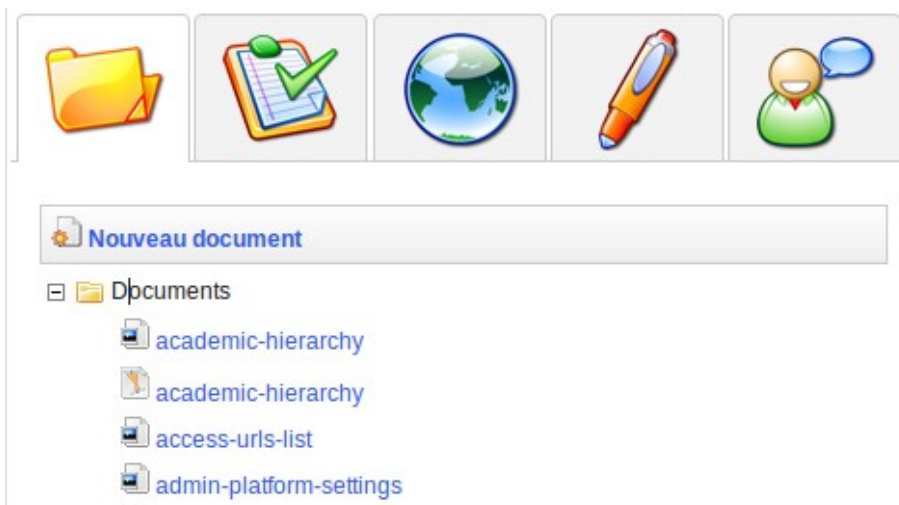 Nouveau document
Documents
academic-hierarchy
academic-hierarchy
access-urls-list
admin-platform-settings